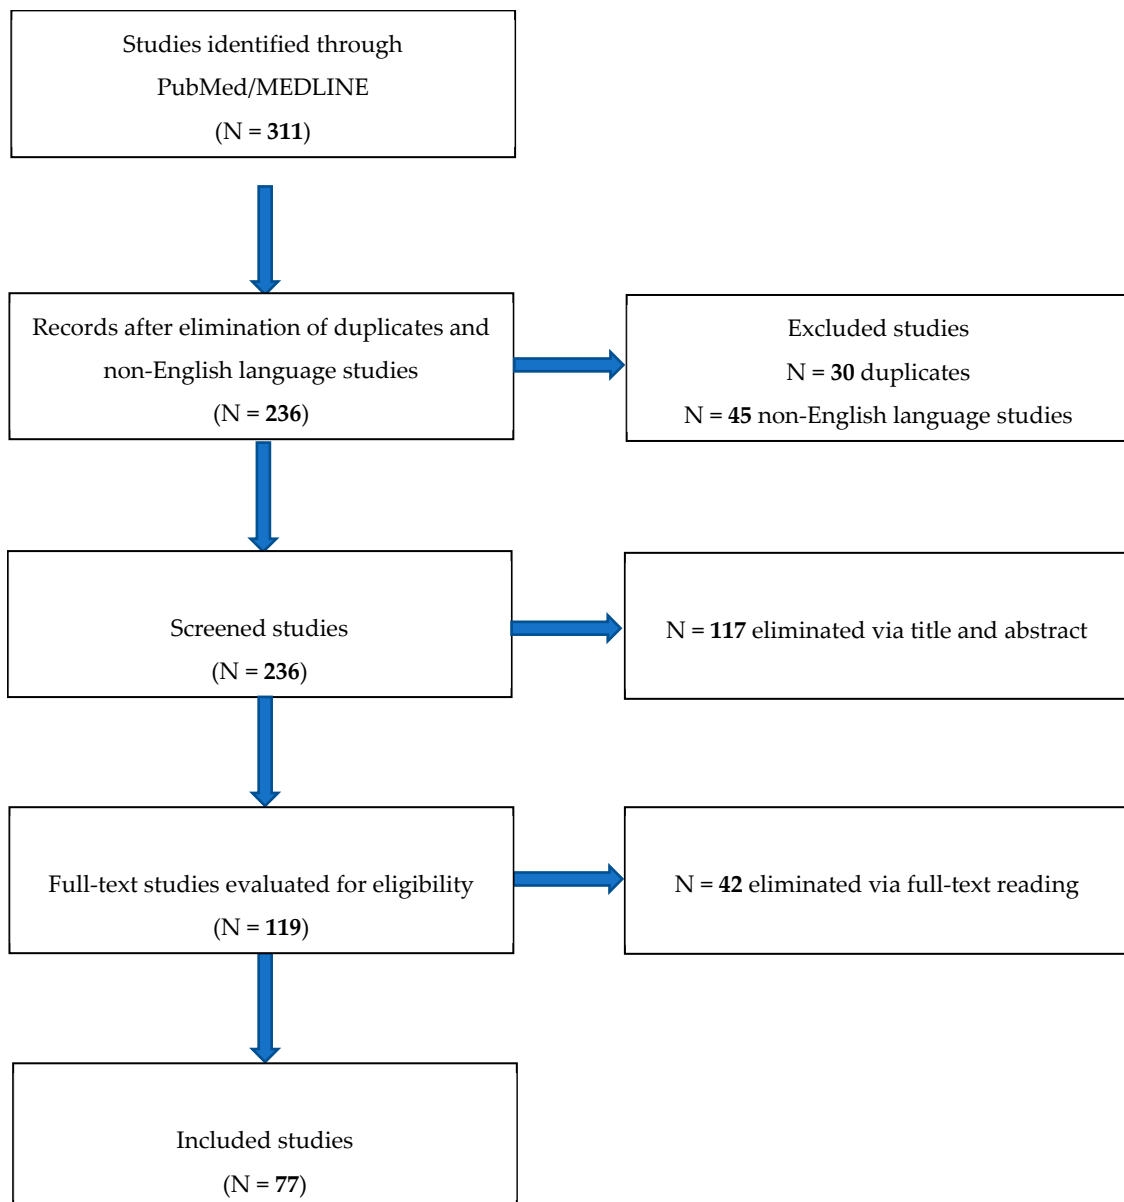 Studies identified through
PubMed/MEDLINE
(N = 311)
Records after elimination of duplicates and
non-English language studies
(N = 236)
Excluded studies
N = 30 duplicates
N = 45 non-English language studies
Screened studies
(N = 236)
N = 117 eliminated via title and abstract
Full-text studies evaluated for eligibility
(N = 119)
N = 42 eliminated via full-text reading
Included studies
(N = 77)